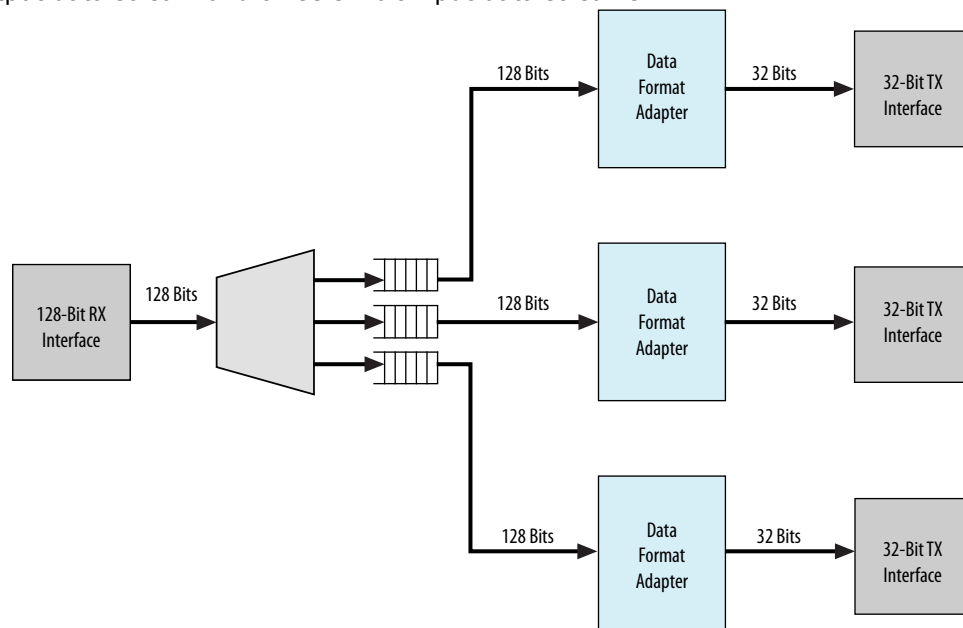 128 Bits
Data
Format
Adapter
32 Bits
32-Bit TX
Interface
128-Bit RX
Interface
128 Bits
128 Bits
Data
Format
Adapter
32 Bits
32-Bit TX
Interface
128 Bits
Data
Format
Adapter
32 Bits
32-Bit TX
Interface